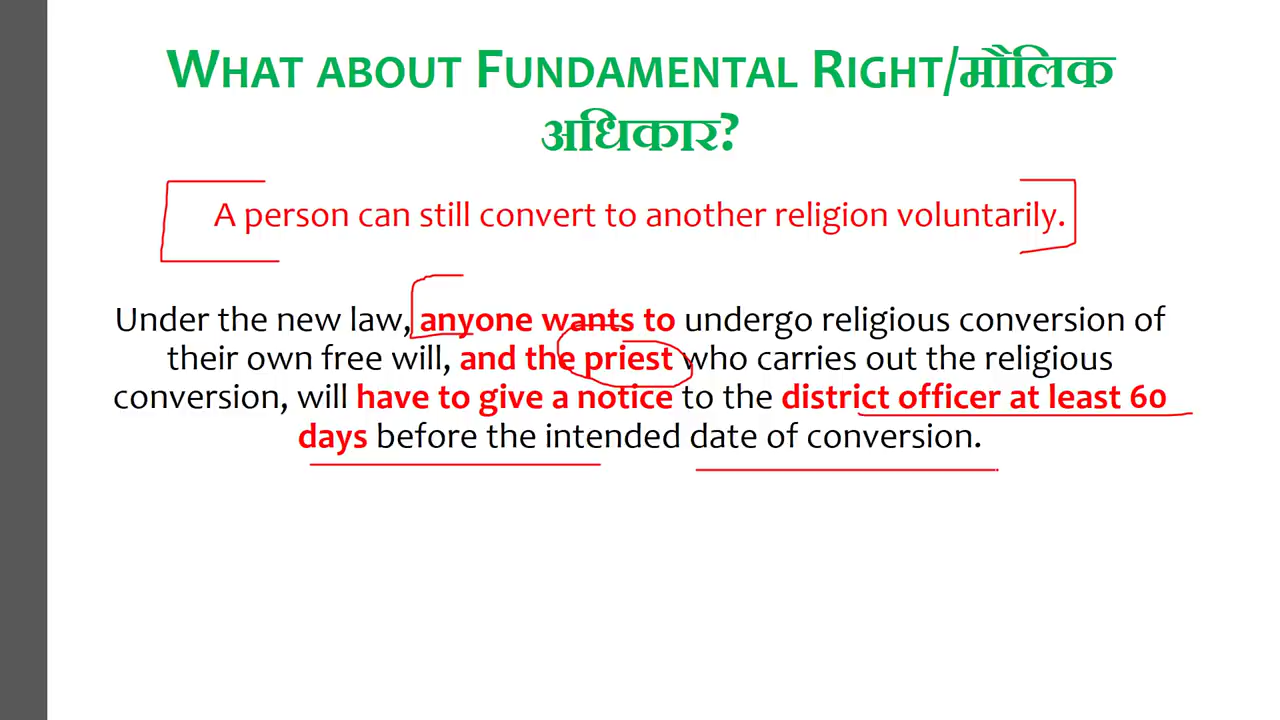 WHAT ABOUT FUNDAMENTAL RIGHT/मौलिक
अधिकार?
A person can still convert to another religion voluntarily.
Under the new law, anyone wants to undergo religious conversion of
their own free will, and the priest who carries out the religious
conversion, will have to give a notice to the district officer at least 60
days before the intended date of conversion.